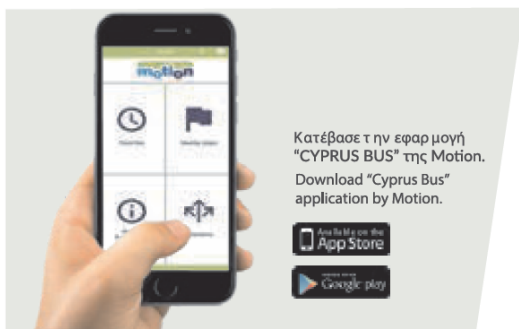 motion
Κατέβασε τ ην εφαρ μογή
“CYPRUS BUS” της Motion.
Download “Cyprus Bus”
application by Motion.
Available on the
App Store
Google play